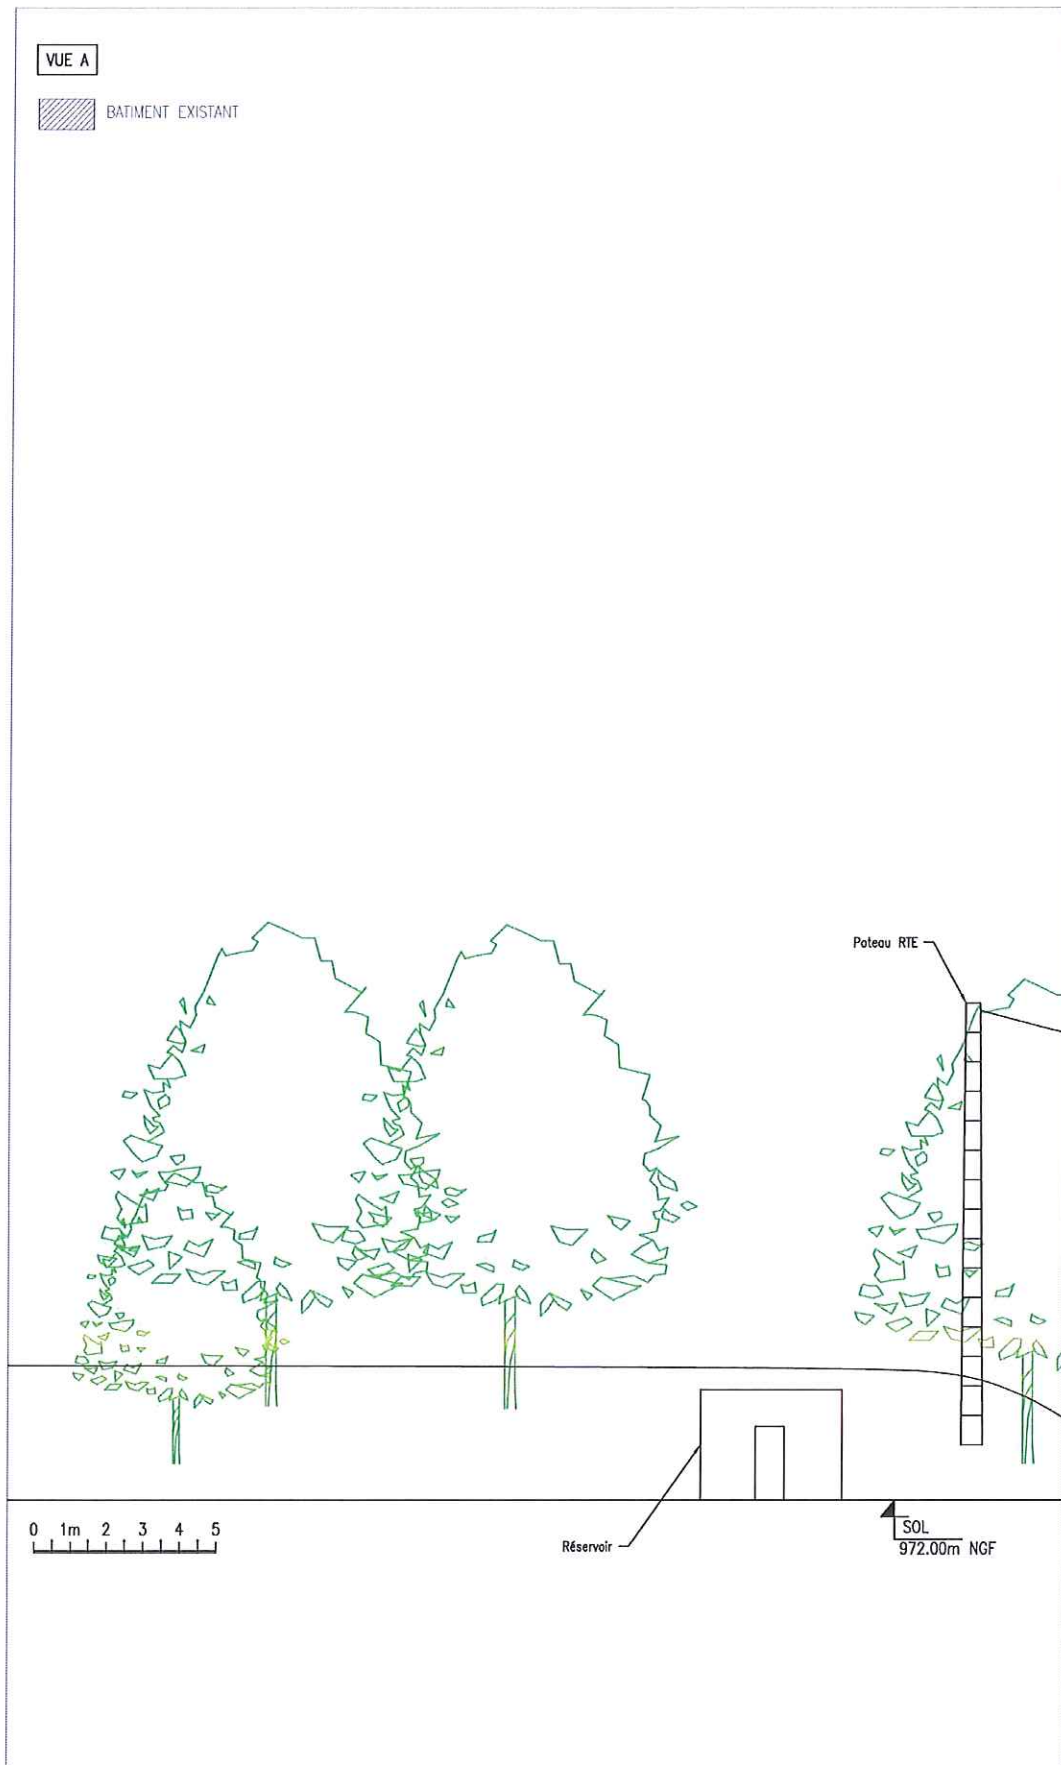 VUE A
BATIMENT EXISTANT
Poteau RTE
Réservoir
0 1m 2 3 4 5
SOL
972.00m NGF